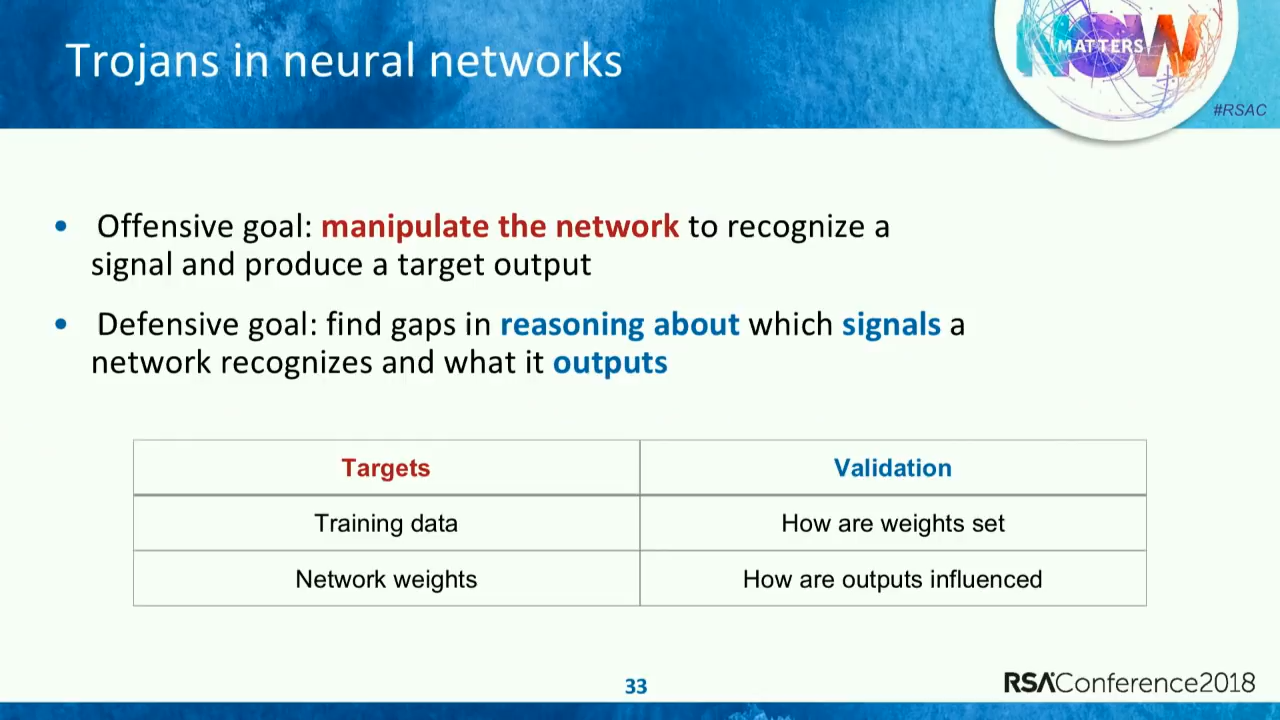 Trojans in neural networks
NOW
MATTERS
#RSAC
• Offensive goal: manipulate the network to recognize a
signal and produce a target output
• Defensive goal: find gaps in reasoning about which signals a
network recognizes and what it outputs
Targets Validation
Training data How are weights set
Network weights How are outputs influenced
33
RSAConference2018